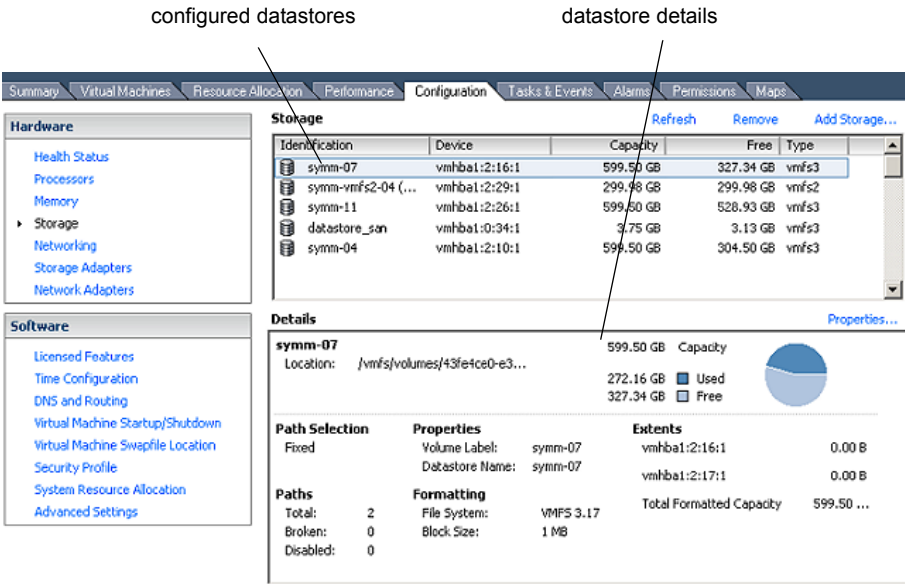 configured datastores
datastore details
Summary Virtual Machines Resource Allocation Performance Configuration Tasks & Events Alarms Permissions Maps
Hardware
Health Status
Processors
Memory
Storage
Networking
Storage Adapters
Network Adapters
Software
Licensed Features
Time Configuration
DNS and Routing
Virtual Machine Startup/Shutdown
Virtual Machine Swapfile Location
Security Profile
System Resource Allocation
Advanced Settings
Storage Refresh Remove Add Storage...
Identification Device Capacity Free Type
symm-07 vmhba1:2:16:1 599.50 GB 327.34 GB vmfs3
symm-vmfs2-04 (... vmhba1:2:29:1 299.98 GB 299.98 GB vmfs2
symm-11 vmhba1:2:26:1 599.50 GB 528.93 GB vmfs3
datastore_san vmhba1:0:34:1 3.75 GB 3.13 GB vmfs3
symm-04 vmhba1:2:10:1 599.50 GB 304.50 GB vmfs3
Details Properties...
symm-07 599.50 GB Capacity
Location: /vmfs/volumes/43fe4ce0-e3...
272.16 GB Used
327.34 GB Free
Path Selection
Fixed
Paths
Total: 2
Broken: 0
Disabled: 0
Properties
Volume Label: symm-07
Datastore Name: symm-07
Formatting
File System: VMFS 3.17
Block Size: 1 MB
Extents
vmhba1:2:16:1 0.00 B
vmhba1:2:17:1 0.00 B
Total Formatted Capacity 599.50 ...